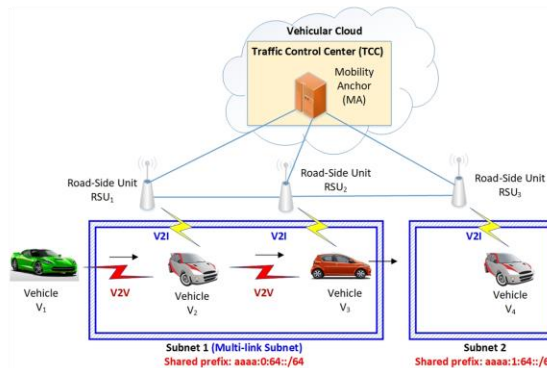 Vehicular Cloud
Traffic Control Center (TCC)
Mobility
Anchor
(MA)
Road-Side Unit
RSU1
Road-Side Unit
RSU2
Road-Side Unit
RSU3
V2I
V2I
V2I
V2V
V2V
Vehicle
V1
Vehicle
V2
Vehicle
V3
Vehicle
V4
Subnet 1 (Multi-link Subnet)
Shared prefix: aaaa:0:64::/64
Subnet 2
Shared prefix: aaaa:1:64::/6